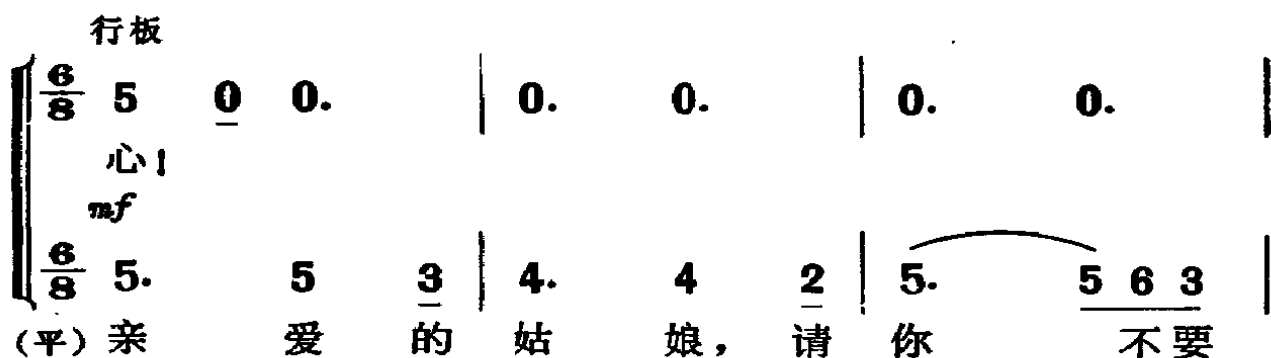 行板
6/8 5 0 0. | 0. 0. | 0. 0. |
心!
mf
6/8 5. 5 3 | 4. 4 2 | 5. 5 6 3 |
(平) 亲 爱 的 姑 娘, 请 你 不 要